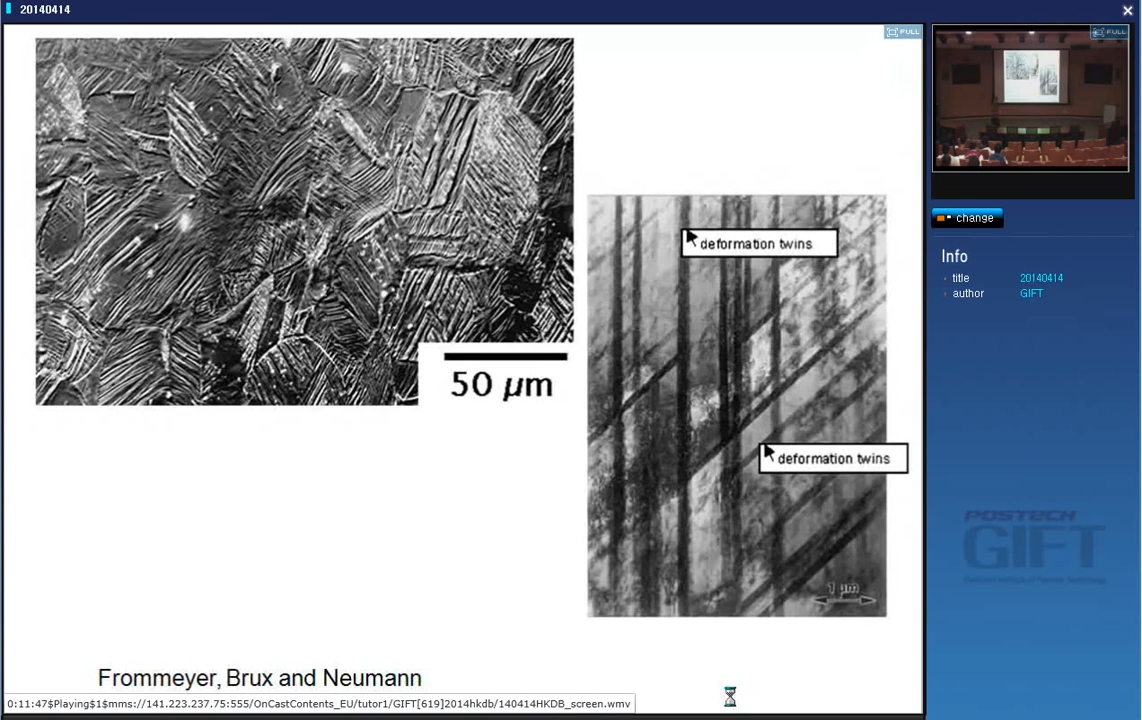 20140414
FULL
FULL
50 µm
deformation twins
deformation twins
1 µm
Frommeyer, Brux and Neumann
0:11:47$Playing$1$mms://141.223.237.75:555/OnCastContents_EU/tutor1/GIFT[619]2014hkdb/140414HKDB_screen.wmv
change
Info
title 20140414
author GIFT
POSTECH
GIFT